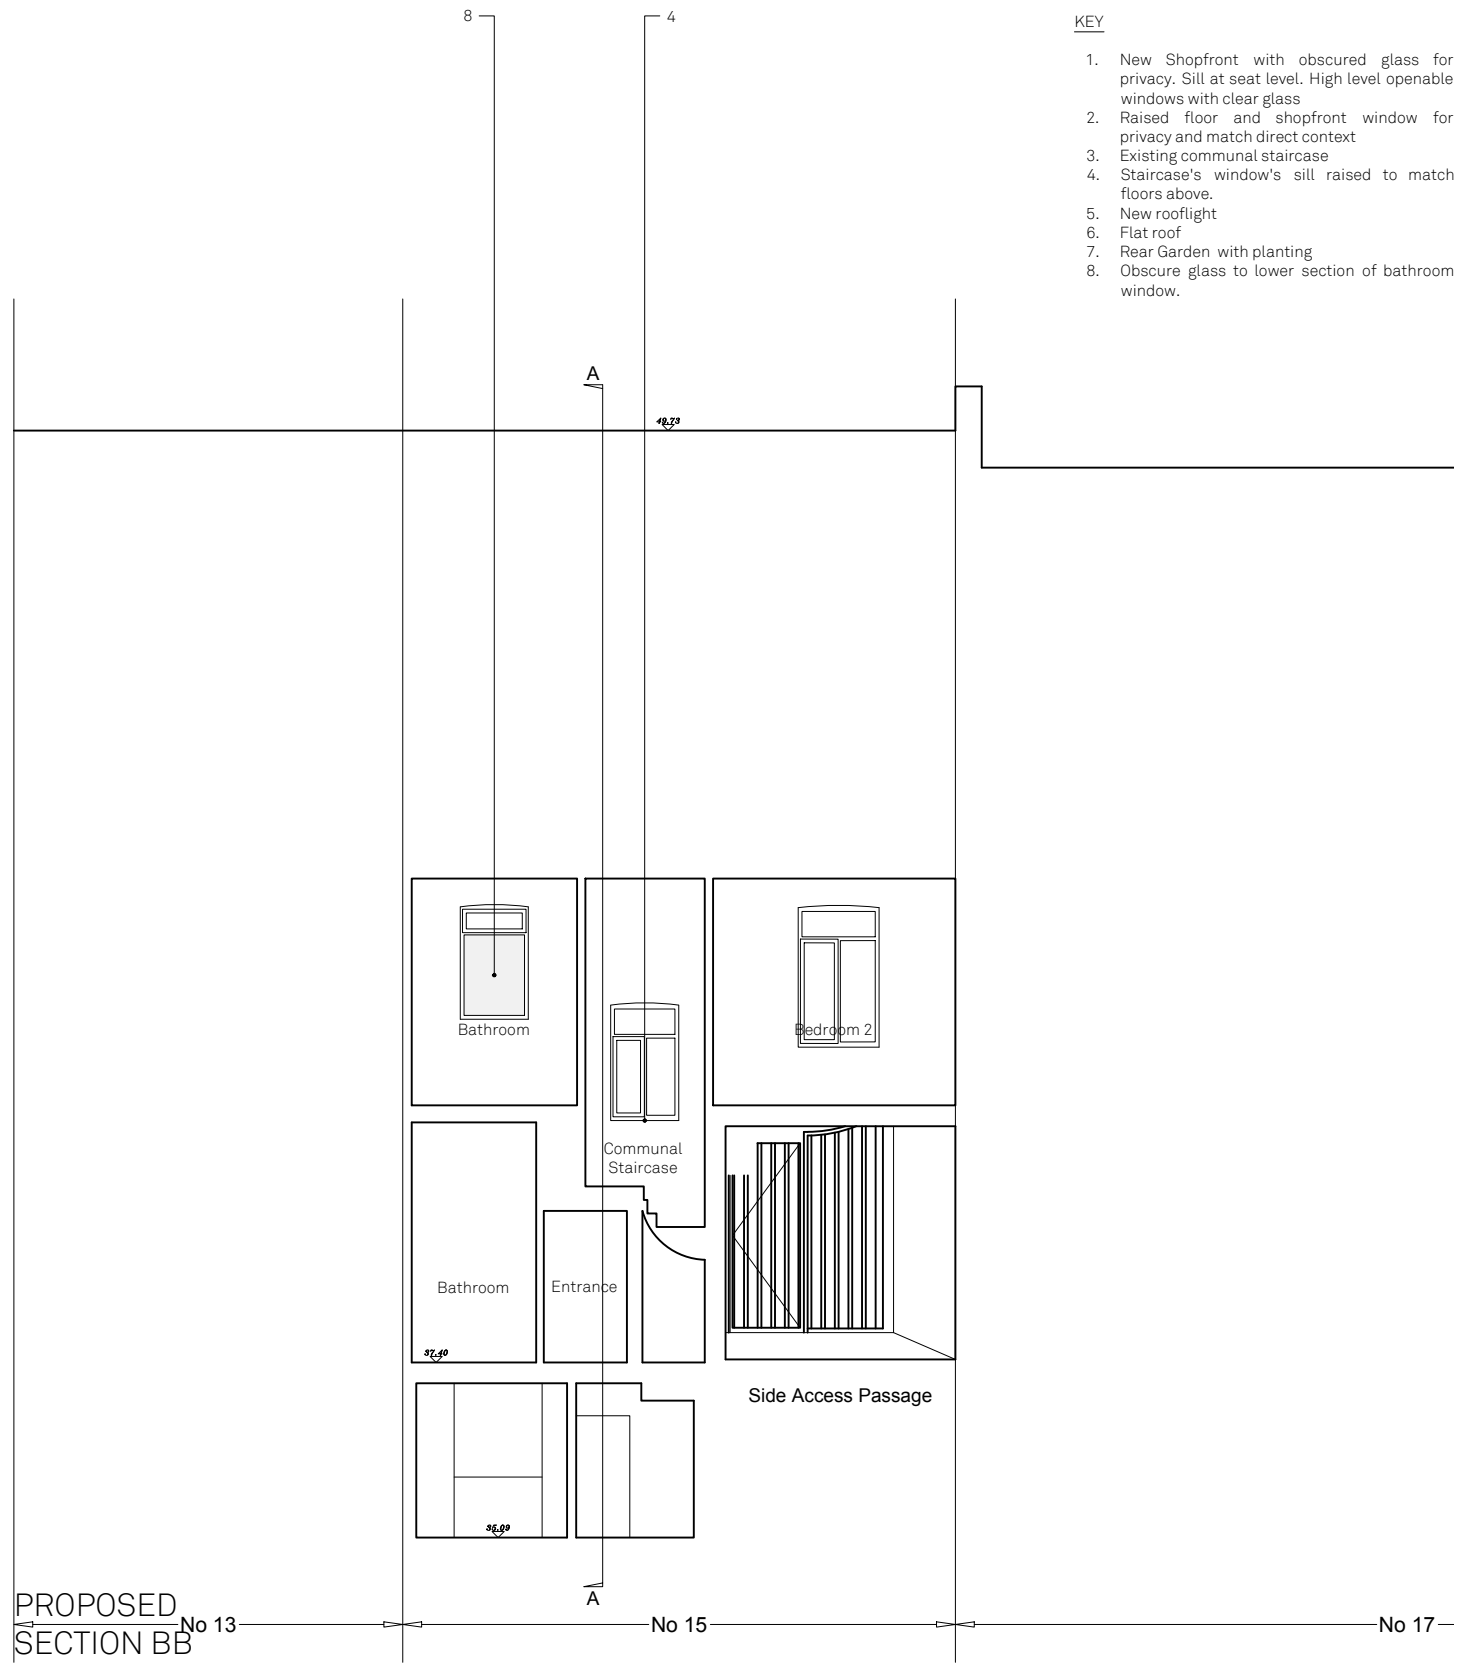 8
4
KEY
1. New Shopfront with obscured glass for
privacy. Sill at seat level. High level openable
windows with clear glass
2. Raised floor and shopfront window for
privacy and match direct context
3. Existing communal staircase
4. Staircase's window's sill raised to match
floors above.
5. New rooflight
6. Flat roof
7. Rear Garden with planting
8. Obscure glass to lower section of bathroom
window.
A
49.73
Bathroom
Bedroom 2
Communal
Staircase
Bathroom
Entrance
37.40
Side Access Passage
35.09
A
PROPOSED
SECTION BB
No 13
No 15
No 17